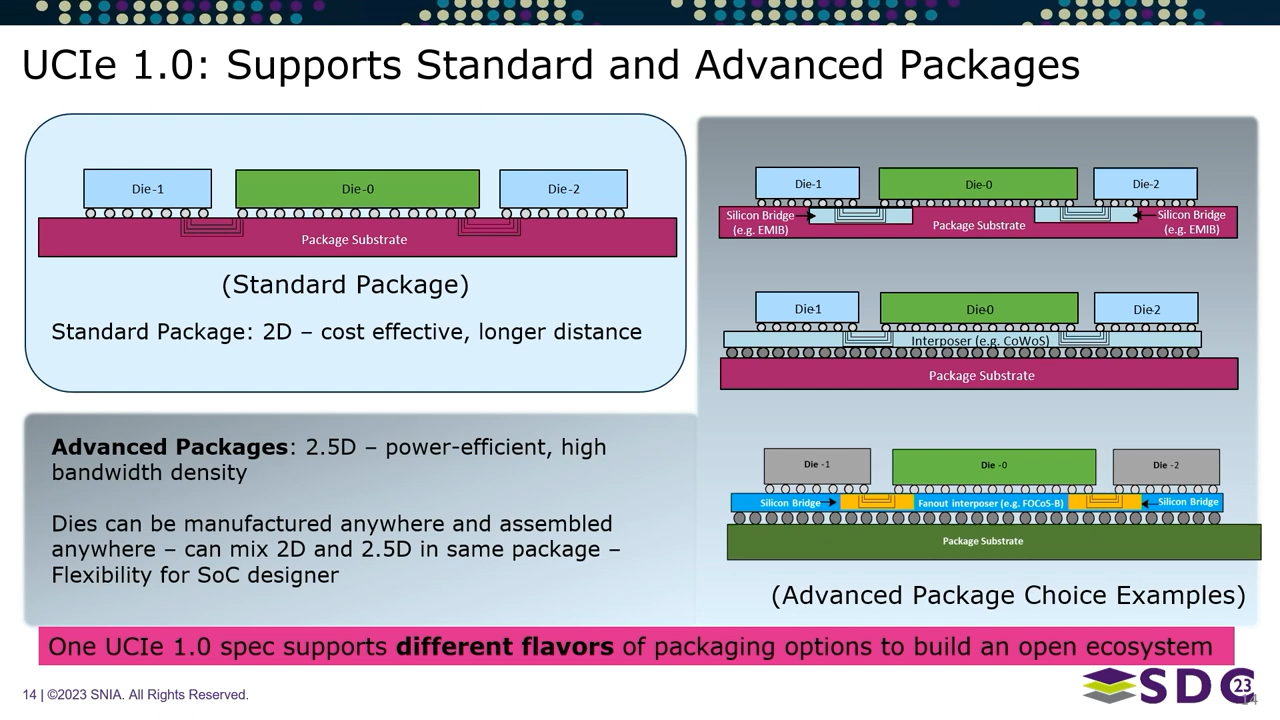 UCIe 1.0: Supports Standard and Advanced Packages
Die-1
Die-0
Die-2
Package Substrate
(Standard Package)
Standard Package: 2D – cost effective, longer distance
Advanced Packages: 2.5D – power-efficient, high
bandwidth density
Dies can be manufactured anywhere and assembled
anywhere – can mix 2D and 2.5D in same package –
Flexibility for SoC designer
Die-1
Die-0
Die-2
Silicon Bridge
(e.g. EMIB)
Package Substrate
Silicon Bridge
(e.g. EMIB)
Die1
Die0
Die2
Interposer (e.g. CoWoS)
Package Substrate
Die -1
Die -0
Die -2
Silicon Bridge
Fanout interposer (e.g. FOCoS-B)
Silicon Bridge
Package Substrate
(Advanced Package Choice Examples)
One UCIe 1.0 spec supports different flavors of packaging options to build an open ecosystem
14 | ©2023 SNIA. All Rights Reserved.
SDC
23
14